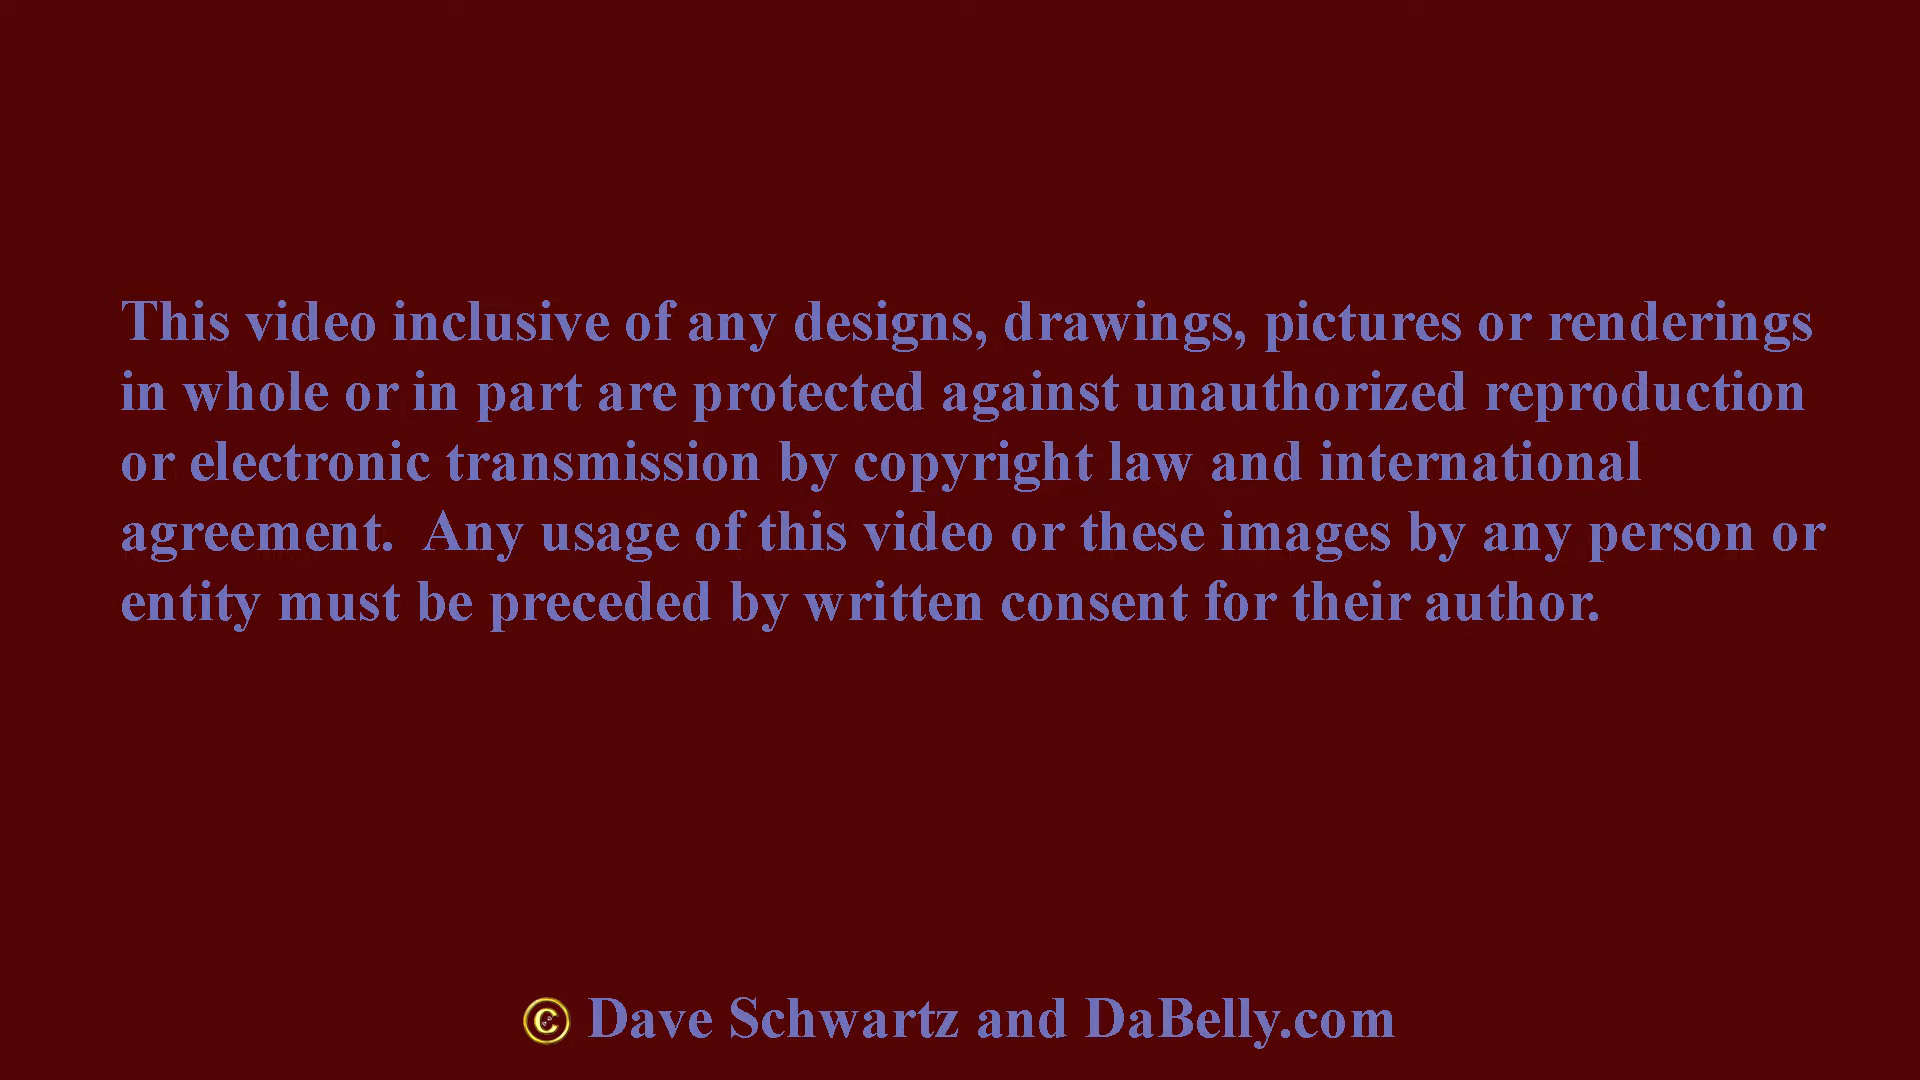 This video inclusive of any designs, drawings, pictures or renderings
in whole or in part are protected against unauthorized reproduction
or electronic transmission by copyright law and international
agreement.  Any usage of this video or these images by any person or
entity must be preceded by written consent for their author.
© Dave Schwartz and DaBelly.com